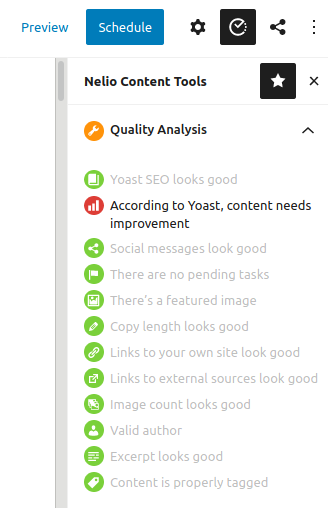 Preview Schedule
Nelio Content Tools
Quality Analysis
Yoast SEO looks good
According to Yoast, content needs
improvement
Social messages look good
There are no pending tasks
There's a featured image
Copy length looks good
Links to your own site look good
Links to external sources look good
Image count looks good
Valid author
Excerpt looks good
Content is properly tagged